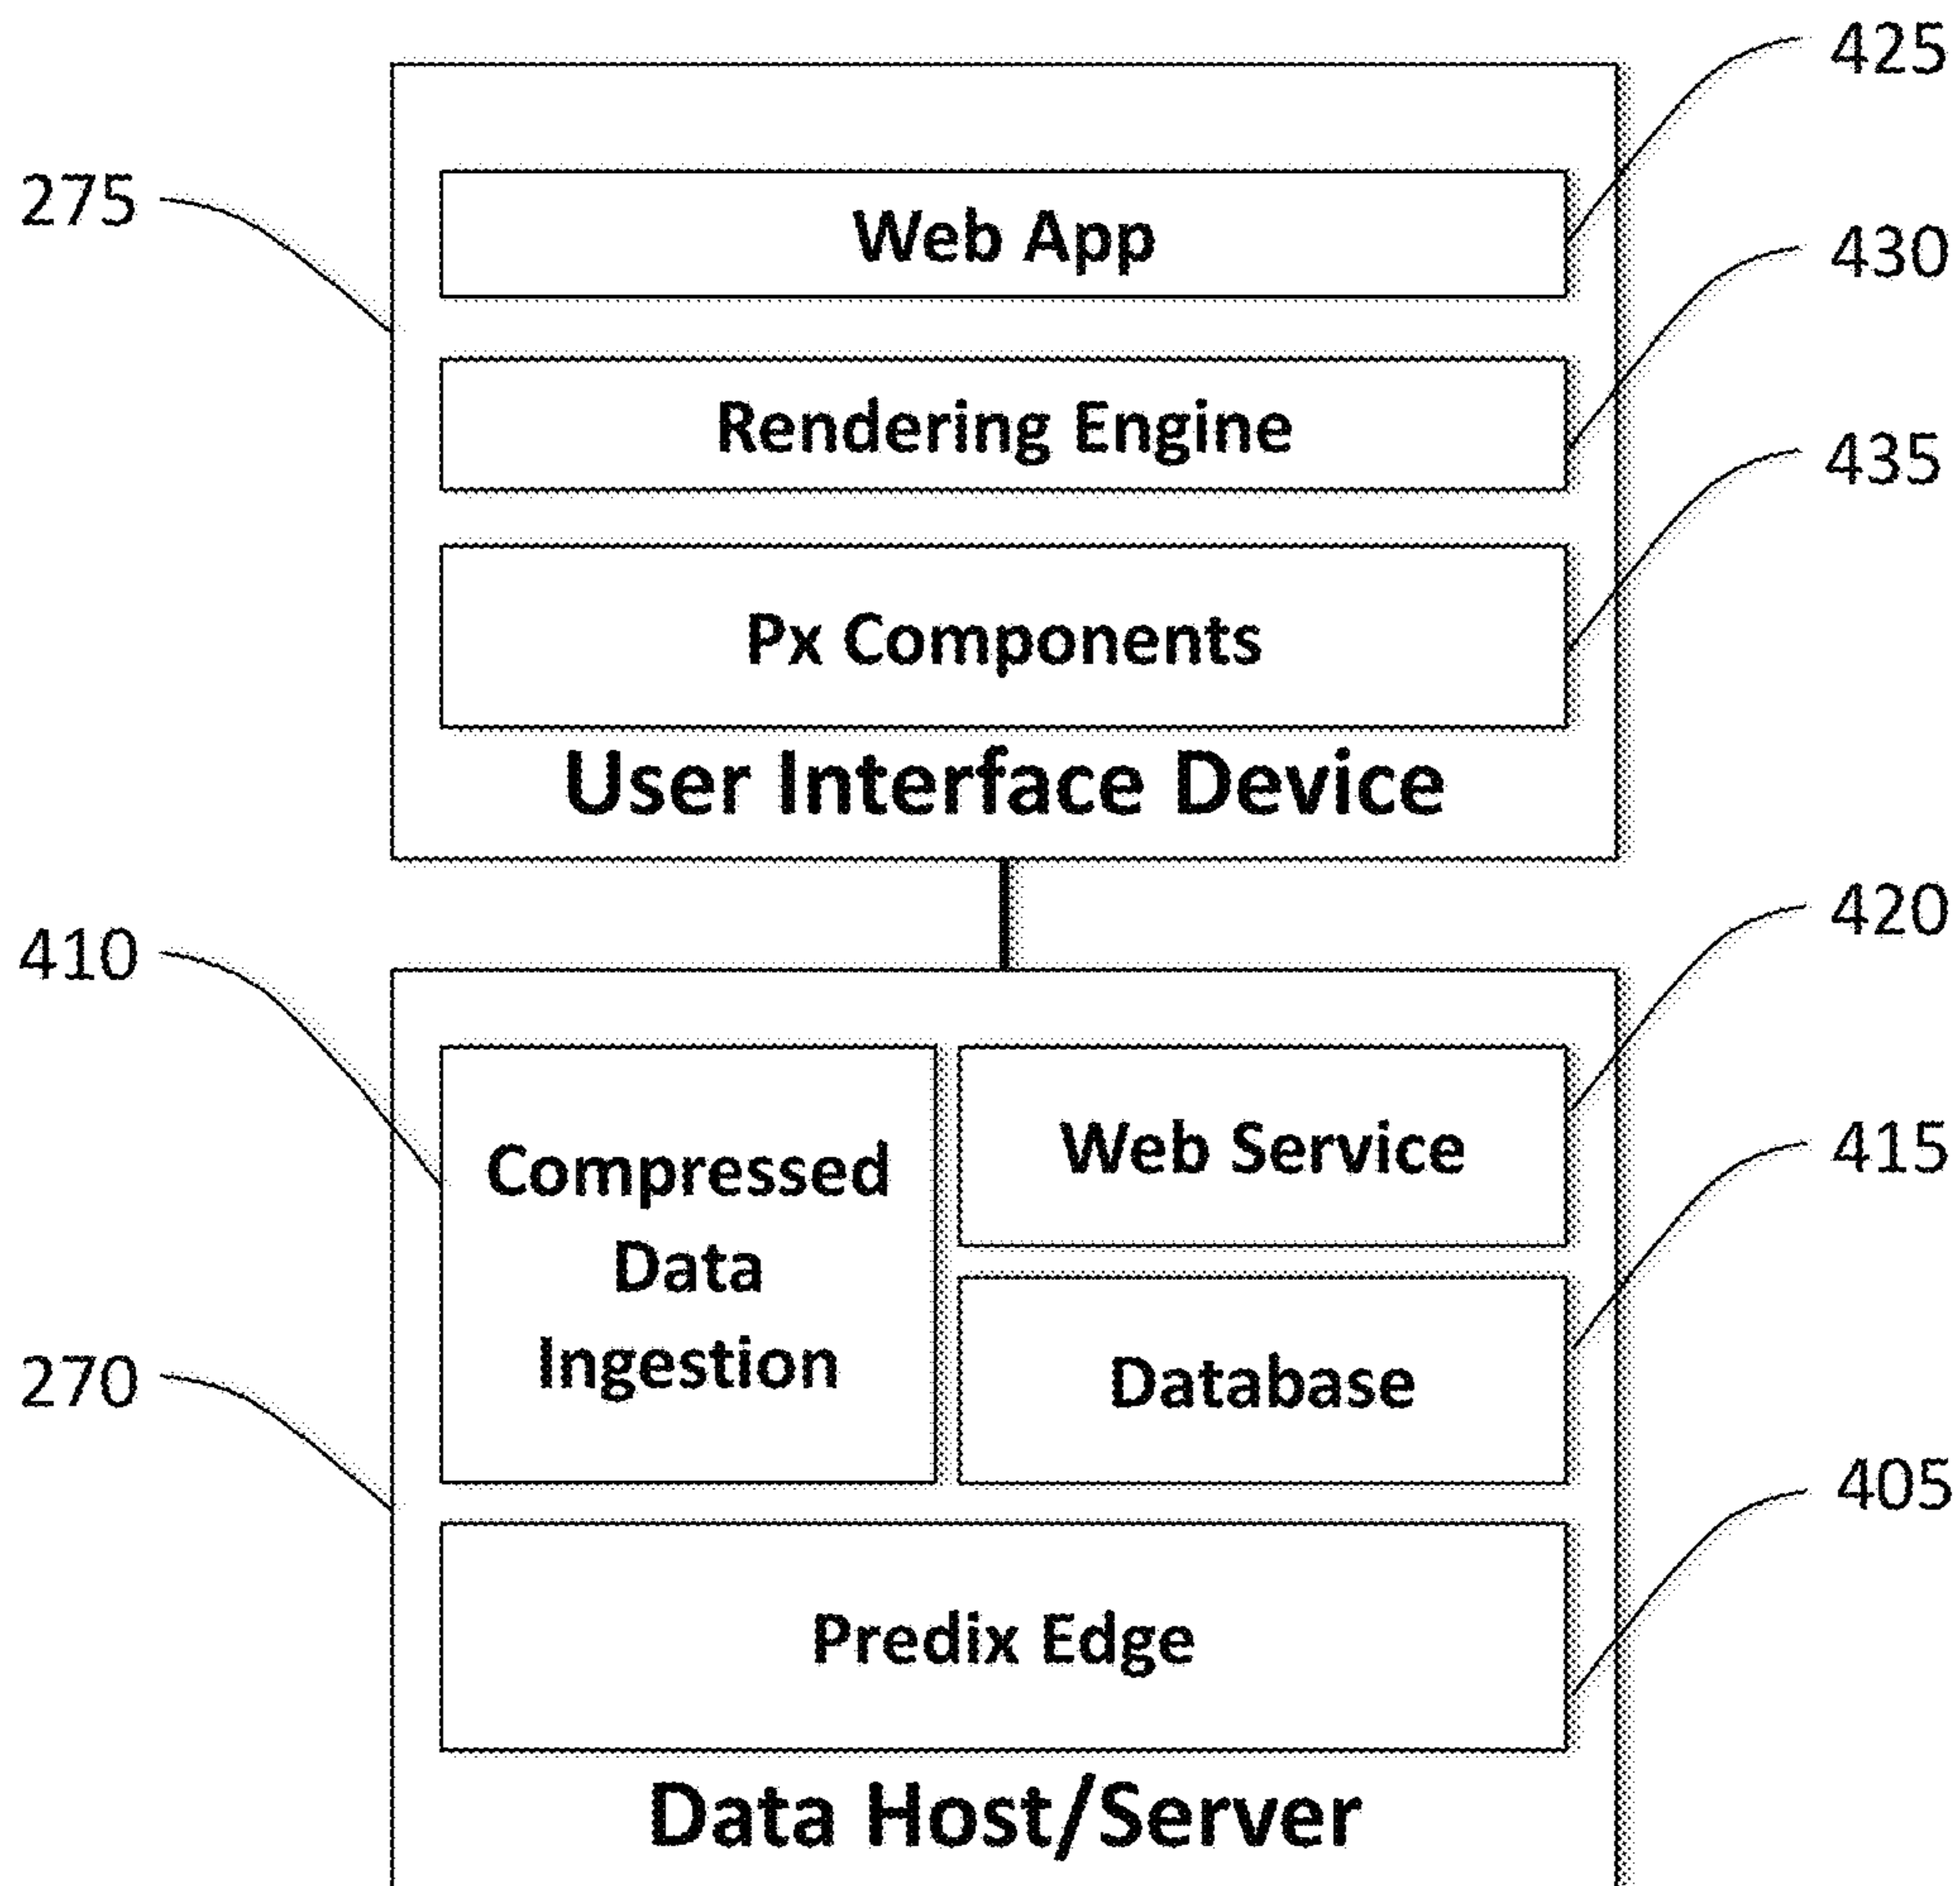 425
275
Web App
430
Rendering Engine
435
Px Components
User Interface Device
420
410
Web Service
415
Compressed
Data
Ingestion
Database
270
405
Predix Edge
Data Host/Server